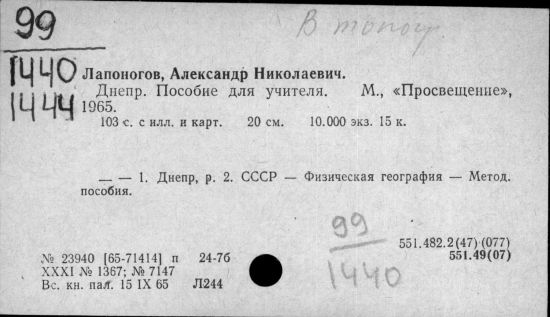 99
В топогр.
1440
1444
Лапоногов, Александр Николаевич.
Днепр. Пособие для учителя. М., «Просвещение»,
1965.
103 с. с илл. и карт. 20 см. 10.000 экз. 15 к.
— — 1. Днепр, р. 2. СССР — Физическая география — Метод.
пособия.
99
1440
551.482.2(47)(077)
551.49(07)
№ 23940 [65-71414] п 24-7б
XXXI № 1367; № 7147
Вс. кн. пал. 15 IX 65 Л244